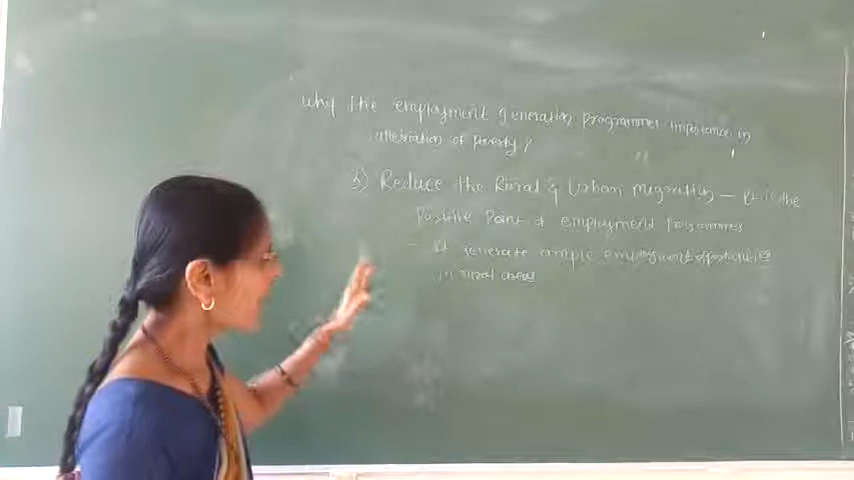 why the employment generation programmes importance in
alleviation of poverty?
5) Reduce the Rural & Urban migration – It is the
Positive Point of employment Programmes
– It generate ample employment opportunities
in rural areas